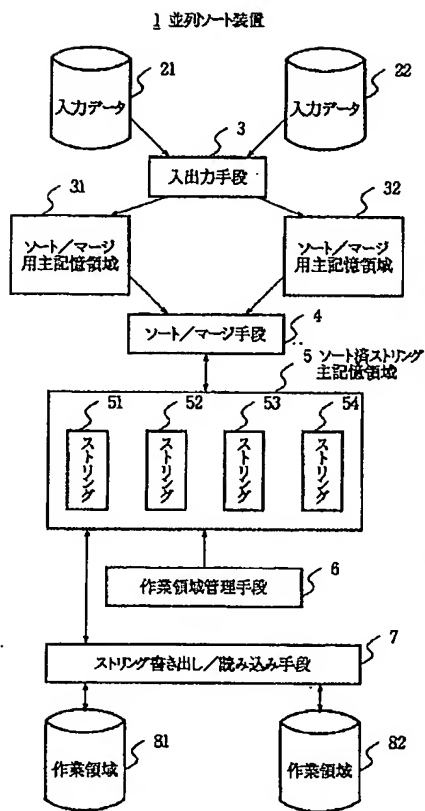 1 並列ソート装置
21
22
入力データ
入力データ
3
入出力手段
31
32
ソート/マージ
用主記憶領域
ソート/マージ
用主記憶領域
ソート/マージ手段
4
5 ソート済ストリング
主記憶領域
51
52
53
54
ストリング
ストリング
ストリング
ストリング
作業領域管理手段
6
7
ストリング書き出し/読み込み手段
81
82
作業領域
作業領域